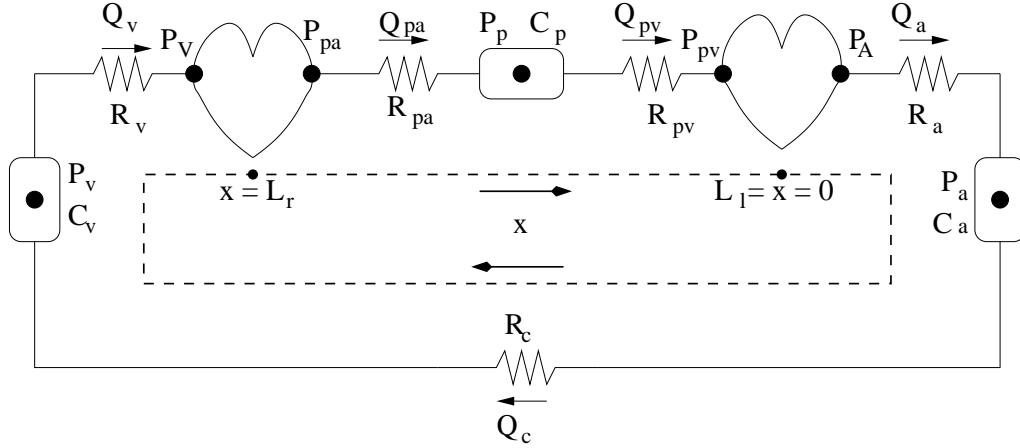 Q_v Q_pa P_p C_p Q_pv Q_a
P_V P_pa P_pv P_A
R_v R_pa R_pv R_a
P_v P_a
x = L_r L_l = x = 0
C_v C_a
x
R_c
Q_c